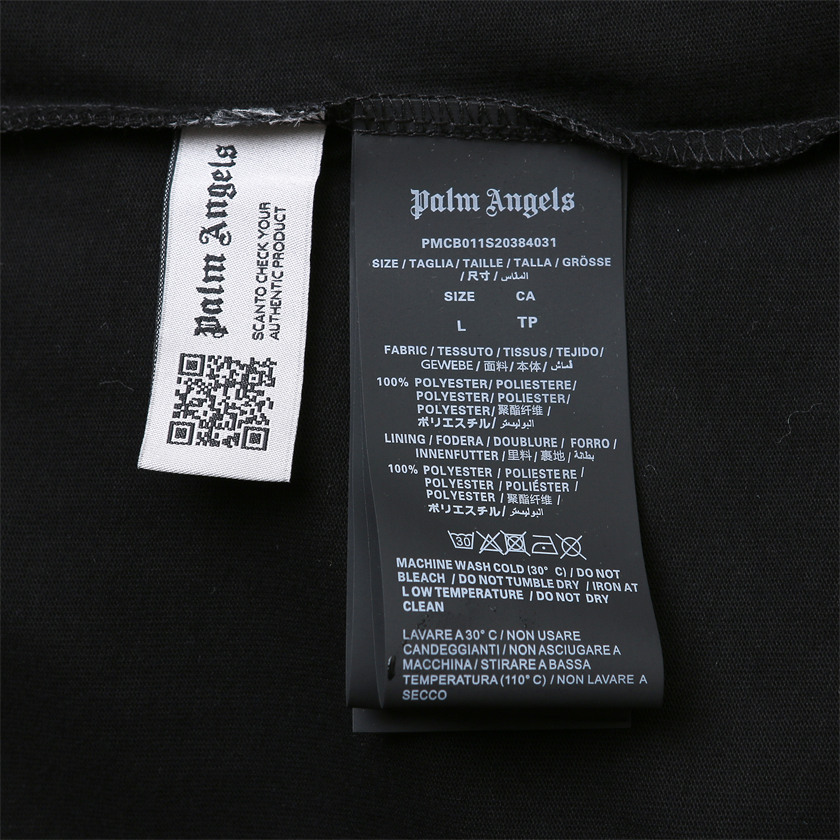 Palm Angels
SCANTO CHECK YOUR
AUTHENTIC PRODUCT
Palm Angels
PMCB011S20384031
SIZE / TAGLIA / TAILLE / TALLA / GRÖSSE
/ 尺寸 / المقاس
SIZE CA
L TP
FABRIC / TESSUTO / TISSUS / TEJIDO/
GEWEBE / 面料 / 本体 / قماش
100% POLYESTER/ POLIESTERE/
POLYESTER/ POLIESTER/
POLYESTER/ 聚酯纤维 /
ポリエステル/ البوليستر
LINING / FODERA / DOUBLURE / FORRO /
INNENFUTTER / 里料 / 裏地 / بطانة
100% POLYESTER / POLIESTERE /
POLYESTER / POLIÉSTER /
POLYESTER / 聚酯纤维 /
ポリエステル/ البوليستر
30
MACHINE WASH COLD (30° C) / DO NOT
BLEACH / DO NOT TUMBLE DRY / IRON AT
LOW TEMPERATURE / DO NOT DRY
CLEAN
LAVARE A 30° C / NON USARE
CANDEGGIANTI / NON ASCIUGARE A
MACCHINA / STIRARE A BASSA
TEMPERATURA (110° C) / NON LAVARE A
SECCO